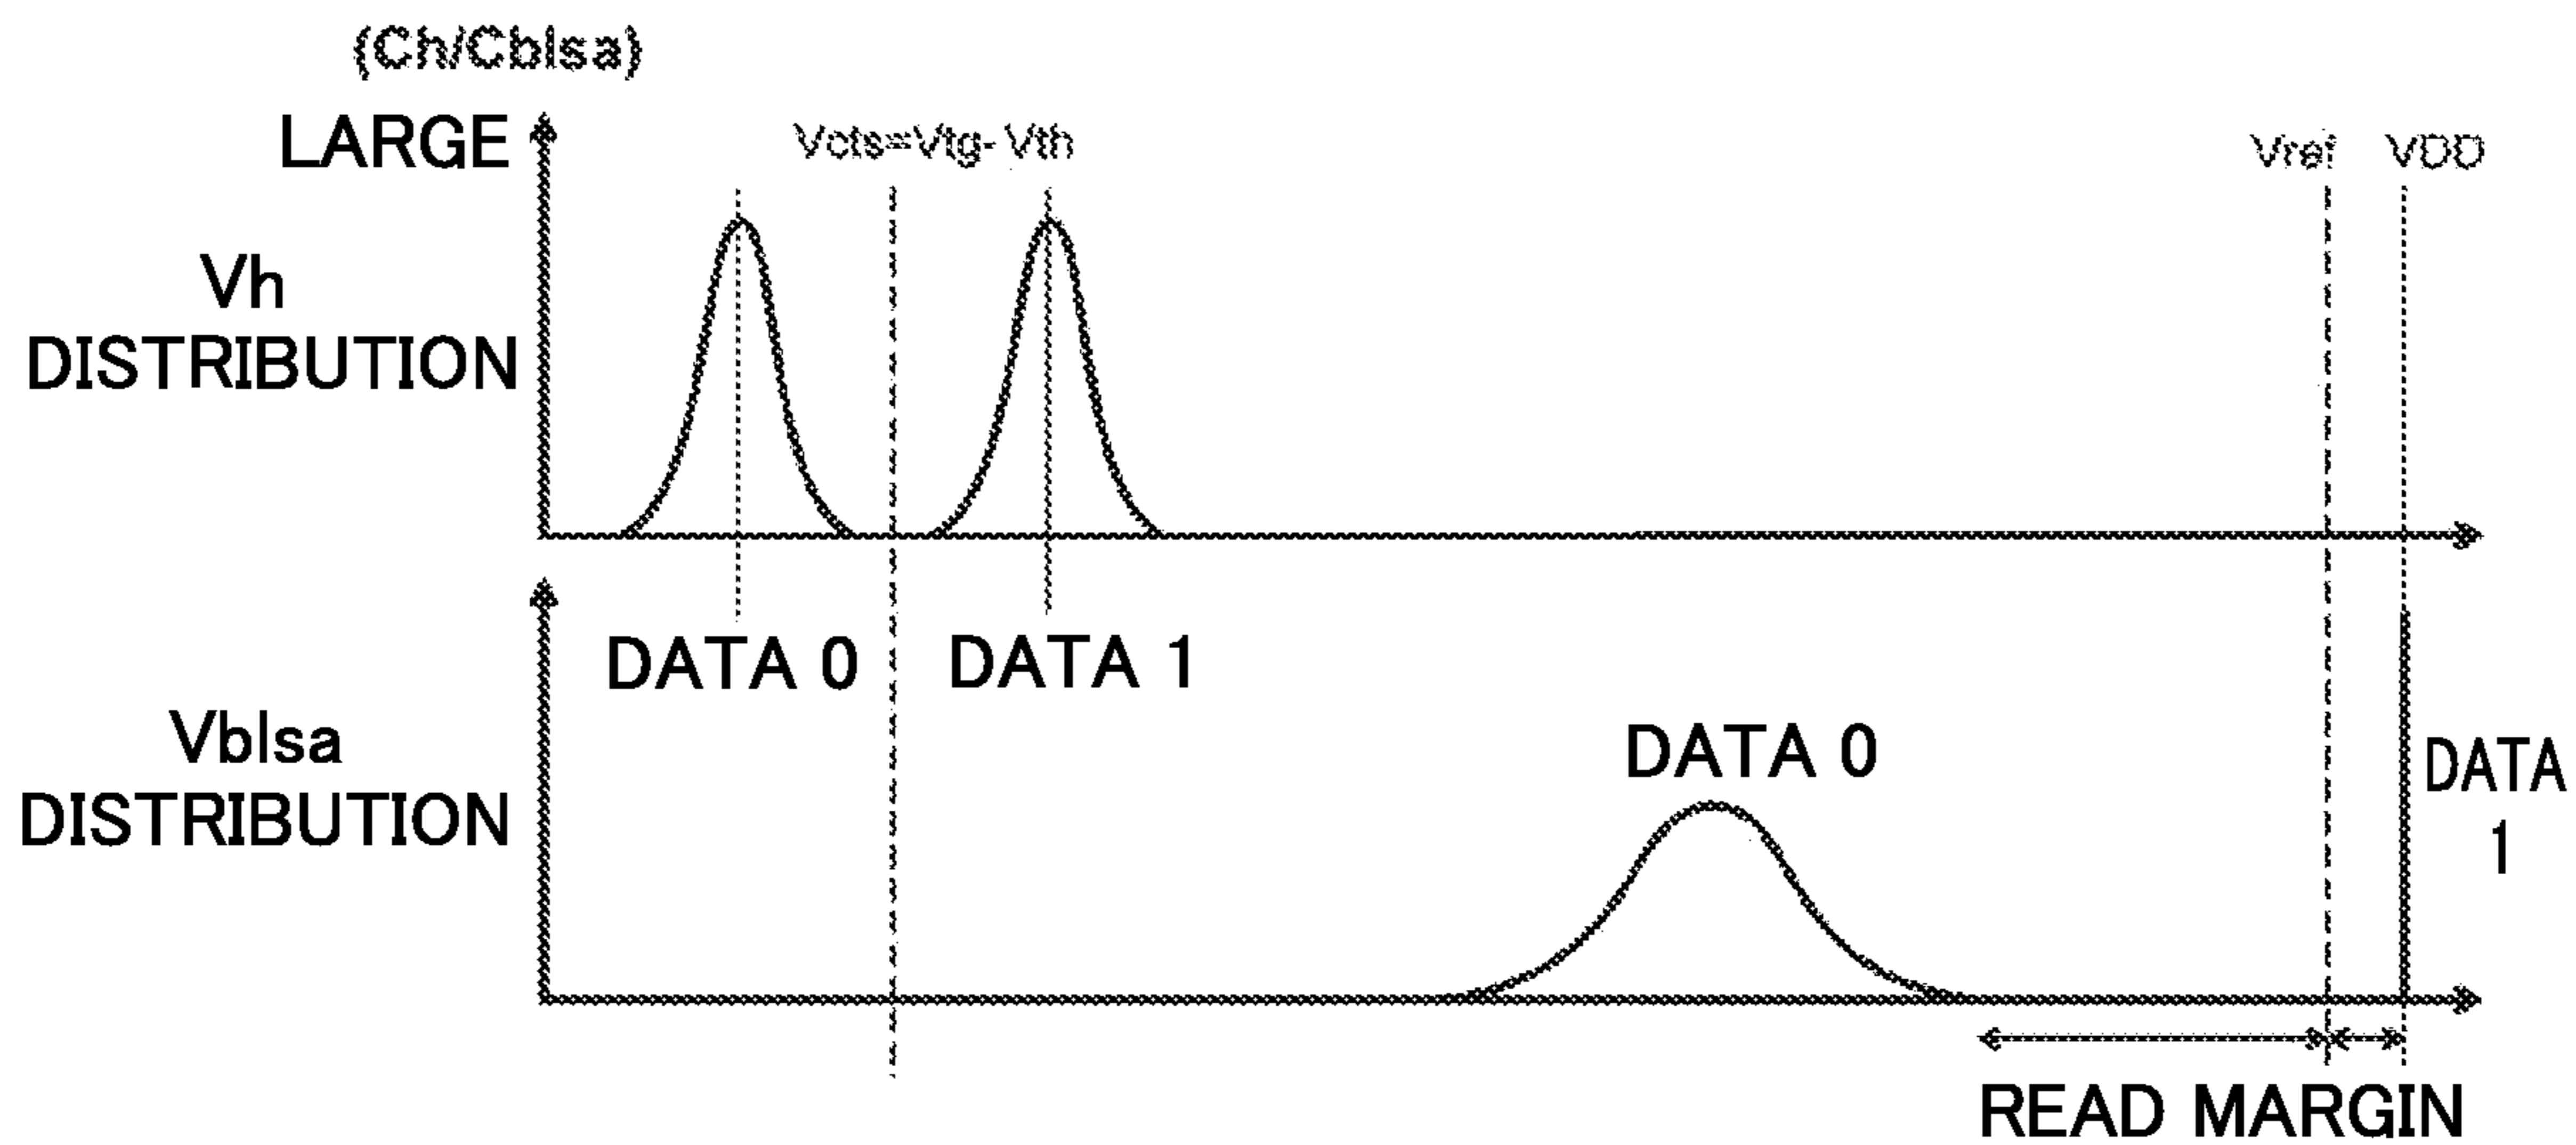 (Ch/Cblsa)
LARGE
Vcts=Vtg- Vth
Vref
VDD
Vh
DISTRIBUTION
DATA 0
DATA 1
Vblsa
DISTRIBUTION
DATA 0
DATA
1
READ MARGIN